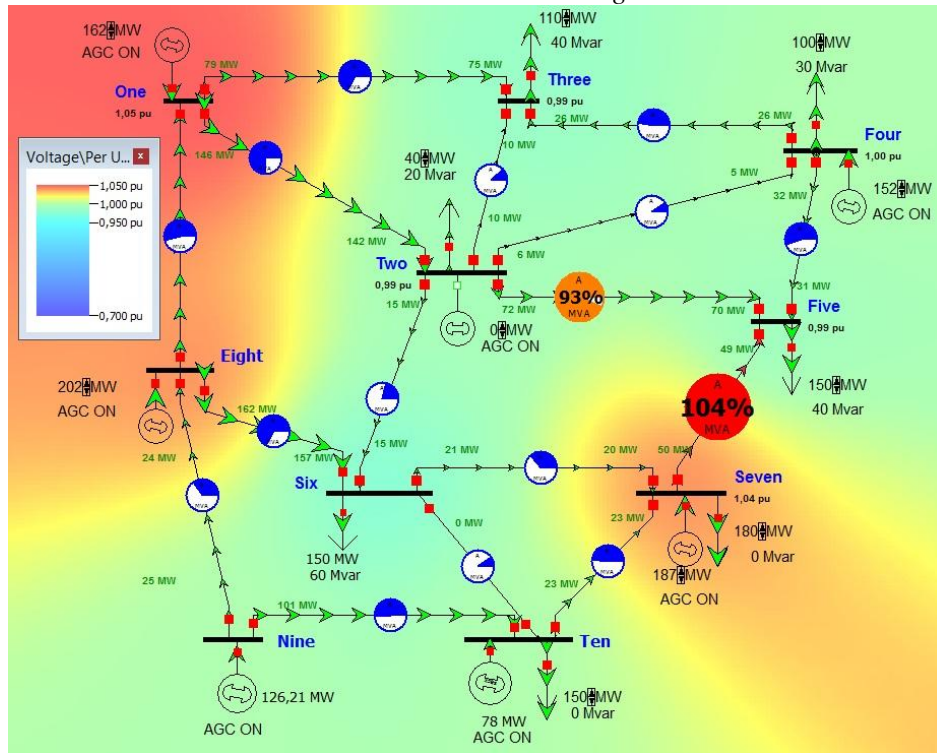 162 MW
AGC ON
One
1,05 pu
79 MW
75 MW
110 MW
40 Mvar
Three
0,99 pu
26 MW
26 MW
100 MW
30 Mvar
Four
1,00 pu
152 MW
AGC ON
Voltage\Per U...
x
1,050 pu
1,000 pu
0,950 pu
0,700 pu
146 MW
142 MW
40 MW
20 Mvar
10 MW
10 MW
MVA
A
MVA
5 MW
32 MW
6 MW
Two
0,99 pu
15 MW
0 MW
AGC ON
72 MW
A
93%
MVA
70 MW
31 MW
Five
0,99 pu
49 MW
150 MW
40 Mvar
Eight
202 MW
AGC ON
162 MW
157 MW
24 MW
25 MW
MVA
MVA
15 MW
Six
150 MW
60 Mvar
21 MW
20 MW
0 MW
A
104%
MVA
50 MW
Seven
1,04 pu
23 MW
23 MW
180 MW
0 Mvar
187 MW
AGC ON
101 MW
Nine
126,21 MW
AGC ON
Ten
78 MW
AGC ON
150 MW
0 Mvar